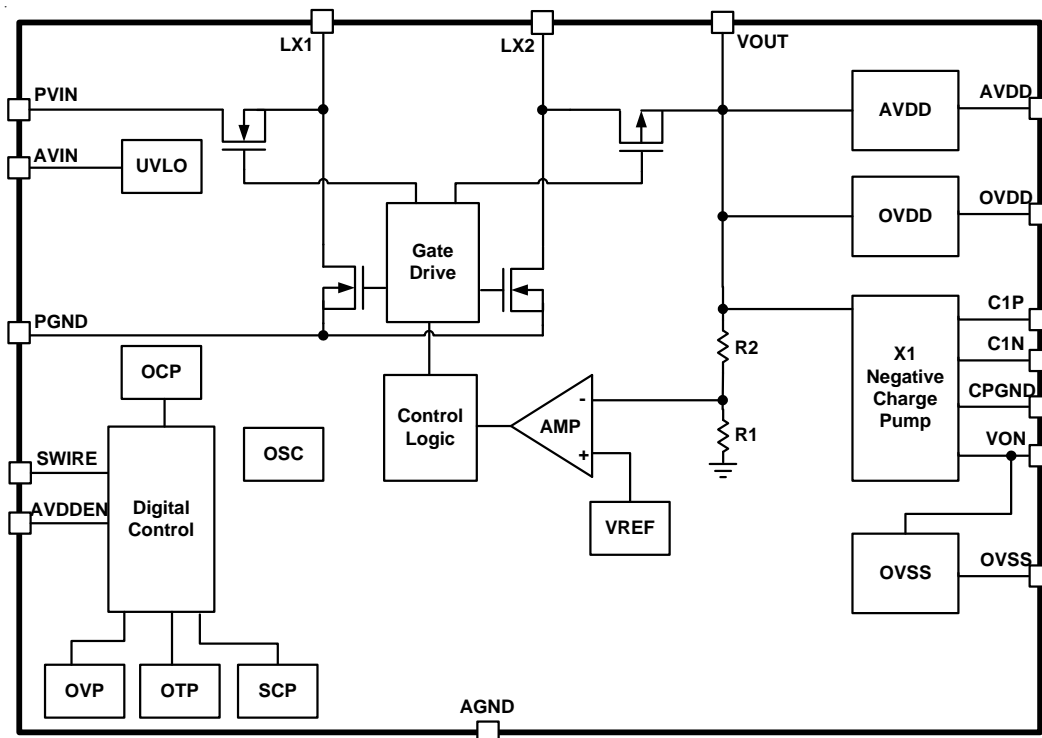 LX1
LX2
VOUT
PVIN
AVDD
AVDD
AVIN
UVLO
OVDD
OVDD
Gate
Drive
PGND
C1P
C1N
CPGND
VON
X1
Negative
Charge
Pump
R2
R1
OCP
Control
Logic
AMP
-
+
OSC
SWIRE
AVDDEN
Digital
Control
VREF
OVSS
OVSS
OVP
OTP
SCP
AGND